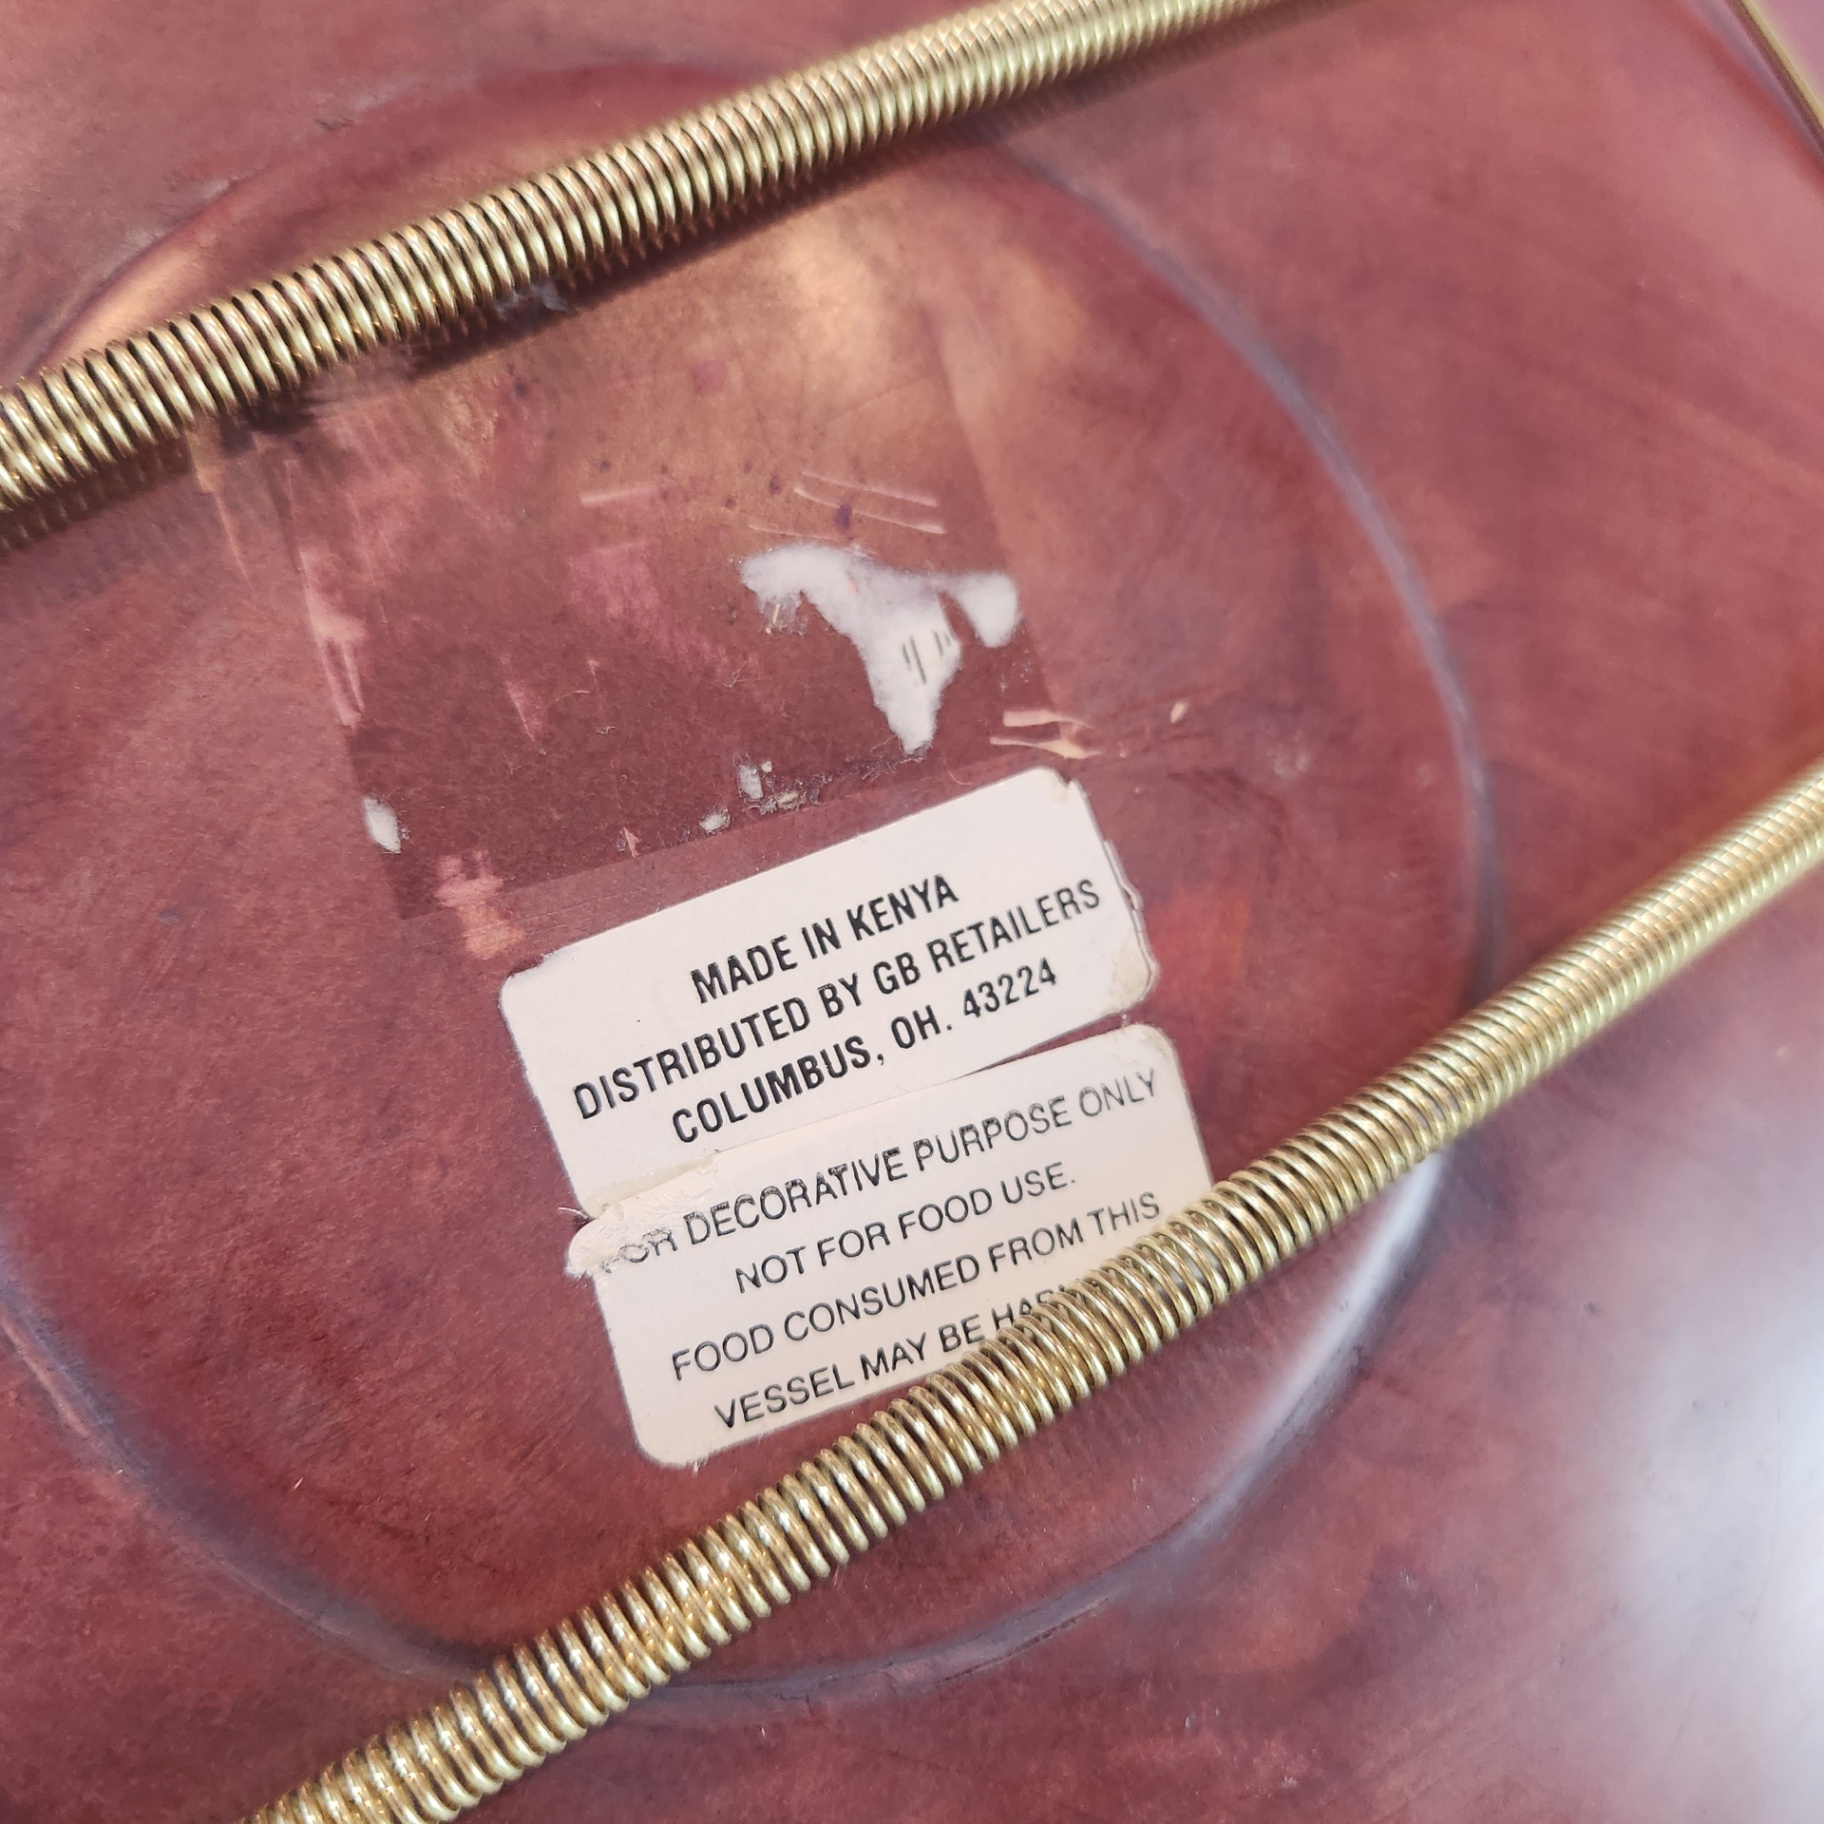 MADE IN KENYA
DISTRIBUTED BY GB RETAILERS
COLUMBUS, OH. 43224
FOR DECORATIVE PURPOSE ONLY
NOT FOR FOOD USE.
FOOD CONSUMED FROM THIS
VESSEL MAY BE